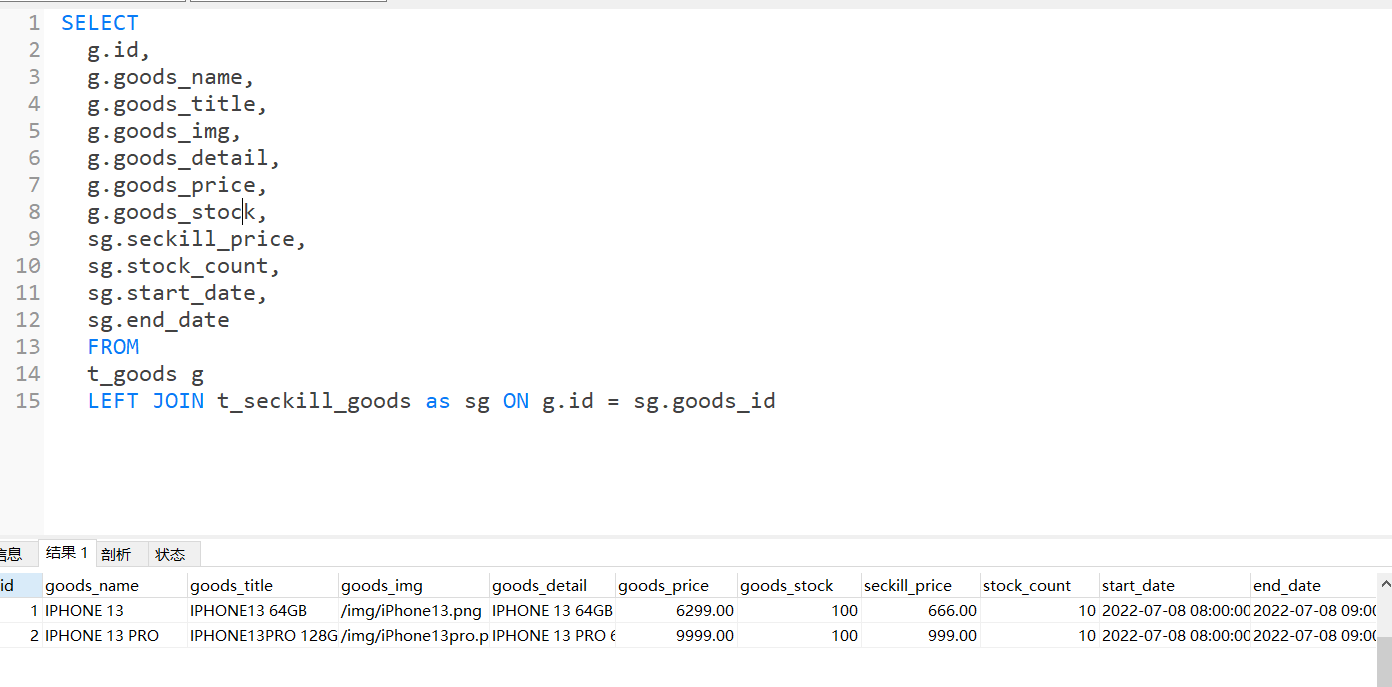 1 SELECT
2 g.id,
3 g.goods_name,
4 g.goods_title,
5 g.goods_img,
6 g.goods_detail,
7 g.goods_price,
8 g.goods_stock,
9 sg.seckill_price,
10 sg.stock_count,
11 sg.start_date,
12 sg.end_date
13 FROM
14 t_goods g
15 LEFT JOIN t_seckill_goods as sg ON g.id = sg.goods_id
信息 结果 1 剖析 状态
id goods_name goods_title goods_img goods_detail goods_price goods_stock seckill_price stock_count start_date end_date
1 IPHONE 13 IPHONE13 64GB /img/iPhone13.png IPHONE 13 64GB 6299.00 100 666.00 10 2022-07-08 08:00:00 2022-07-08 09:00
2 IPHONE 13 PRO IPHONE13PRO 128G /img/iPhone13pro.p IPHONE 13 PRO 6 9999.00 100 999.00 10 2022-07-08 08:00:00 2022-07-08 09:00